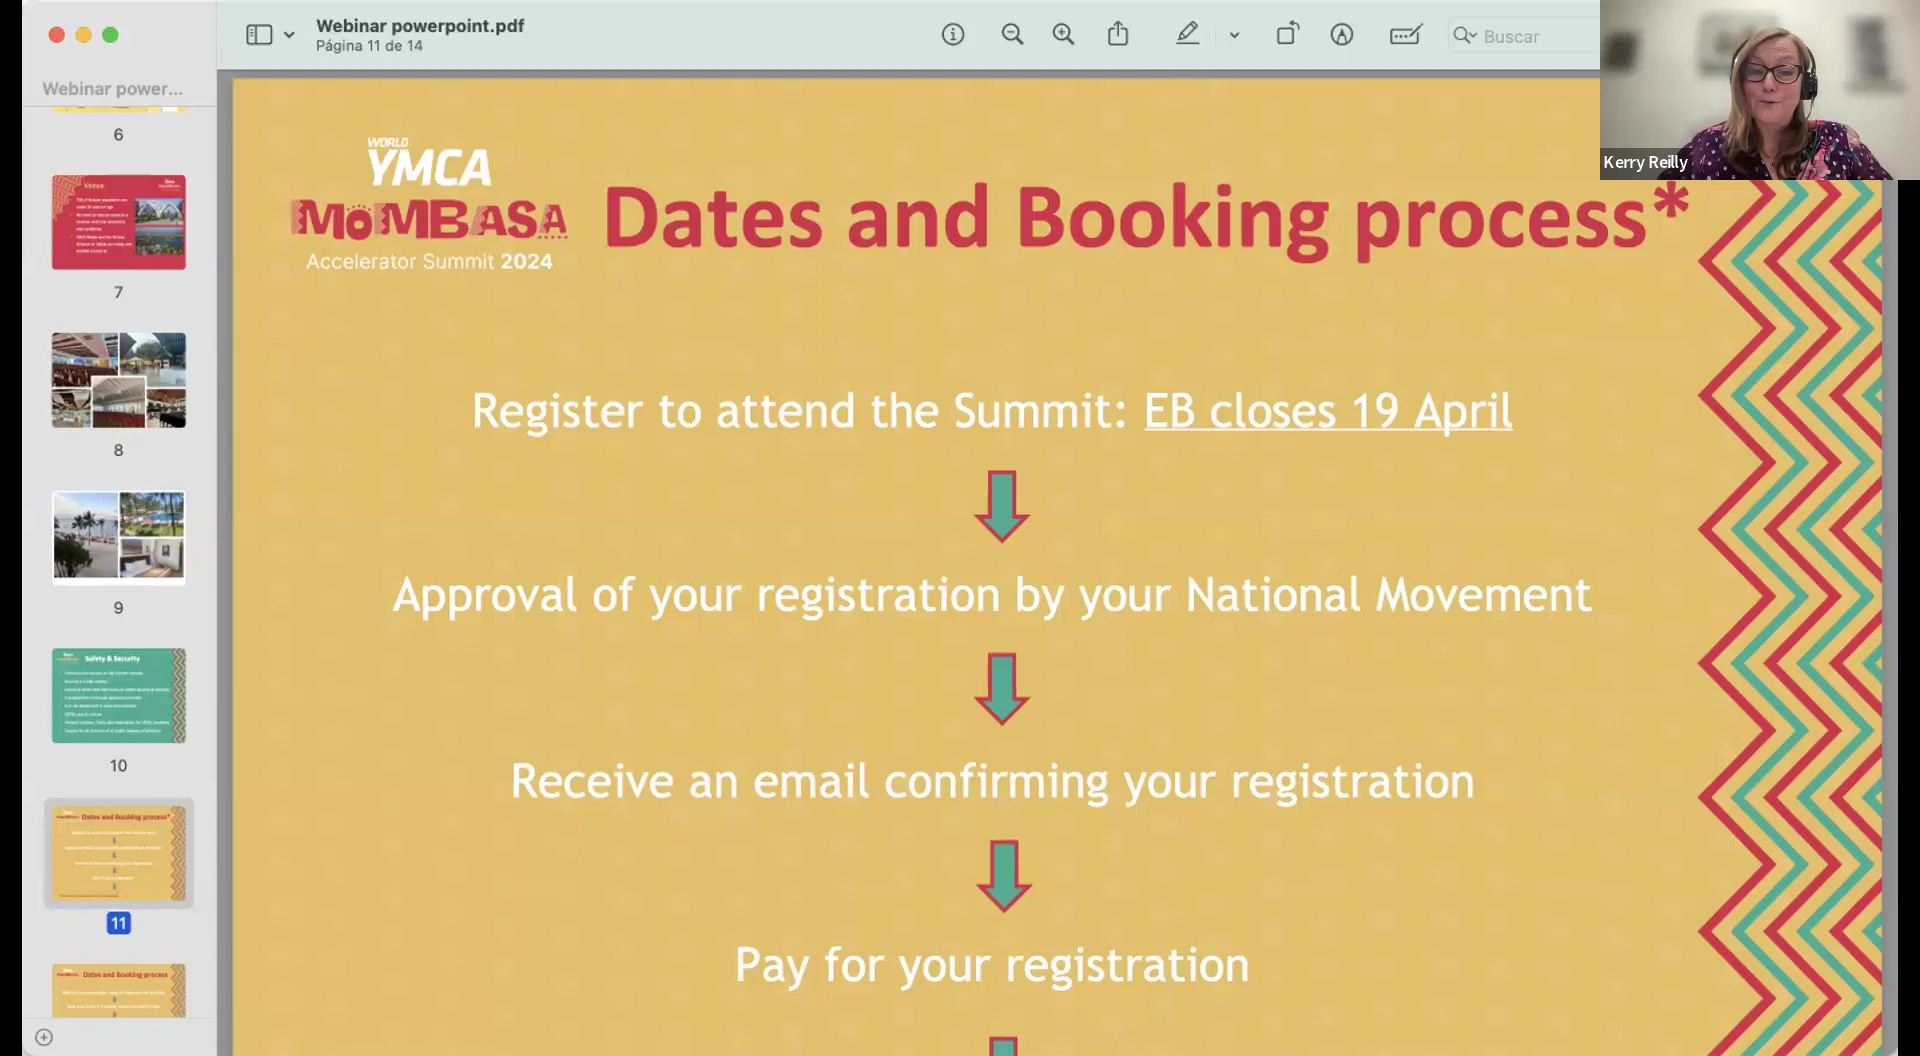 Webinar powerpoint.pdf
Página 11 de 14
Buscar
Kerry Reilly
Webinar power...
6
7
8
9
Safety & Security
10
Dates and Booking process*
11
Dates and Booking process
WORLD
YMCA
MOMBASA
Accelerator Summit 2024
Dates and Booking process*
Register to attend the Summit: EB closes 19 April
Approval of your registration by your National Movement
Receive an email confirming your registration
Pay for your registration